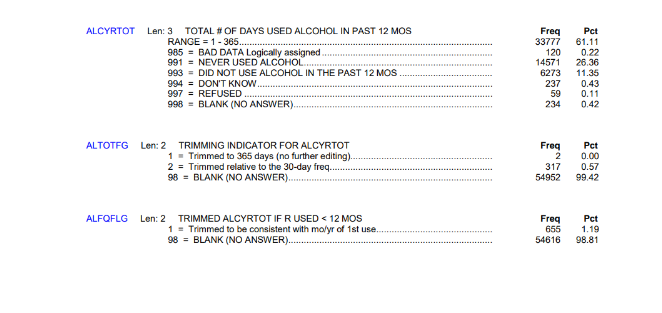 ALCYRTOT Len: 3 TOTAL # OF DAYS USED ALCOHOL IN PAST 12 MOS Freq Pct
RANGE = 1 - 365 33777 61.11
985 = BAD DATA Logically assigned 120 0.22
991 = NEVER USED ALCOHOL 14571 26.36
993 = DID NOT USE ALCOHOL IN THE PAST 12 MOS 6273 11.35
994 = DON'T KNOW 237 0.43
997 = REFUSED 59 0.11
998 = BLANK (NO ANSWER) 234 0.42
ALTOTFG Len: 2 TRIMMING INDICATOR FOR ALCYRTOT Freq Pct
1 = Trimmed to 365 days (no further editing) 2 0.00
2 = Trimmed relative to the 30-day freq 317 0.57
98 = BLANK (NO ANSWER) 54952 99.42
ALFQFLG Len: 2 TRIMMED ALCYRTOT IF R USED < 12 MOS Freq Pct
1 = Trimmed to be consistent with mo/yr of 1st use 655 1.19
98 = BLANK (NO ANSWER) 54616 98.81